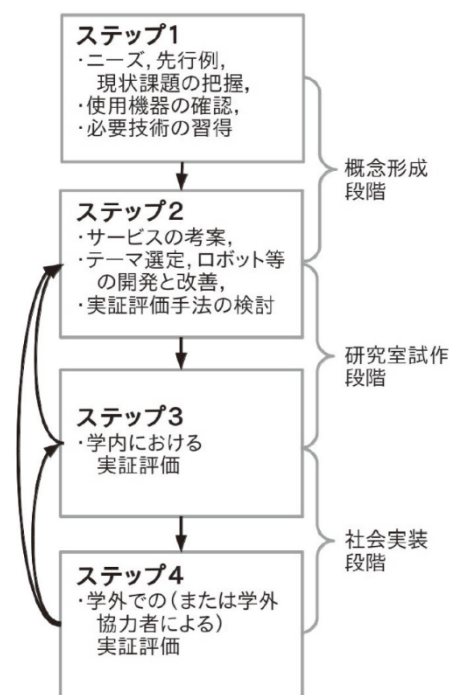 ステップ1
・ニーズ,先行例,
現状課題の把握,
・使用機器の確認,
・必要技術の習得
概念形成
段階
ステップ2
・サービスの考案,
・テーマ選定,ロボット等
の開発と改善,
・実証評価手法の検討
研究室試作
段階
ステップ3
・学内における
実証評価
社会実装
段階
ステップ4
・学外での(または学外
協力者による)
実証評価